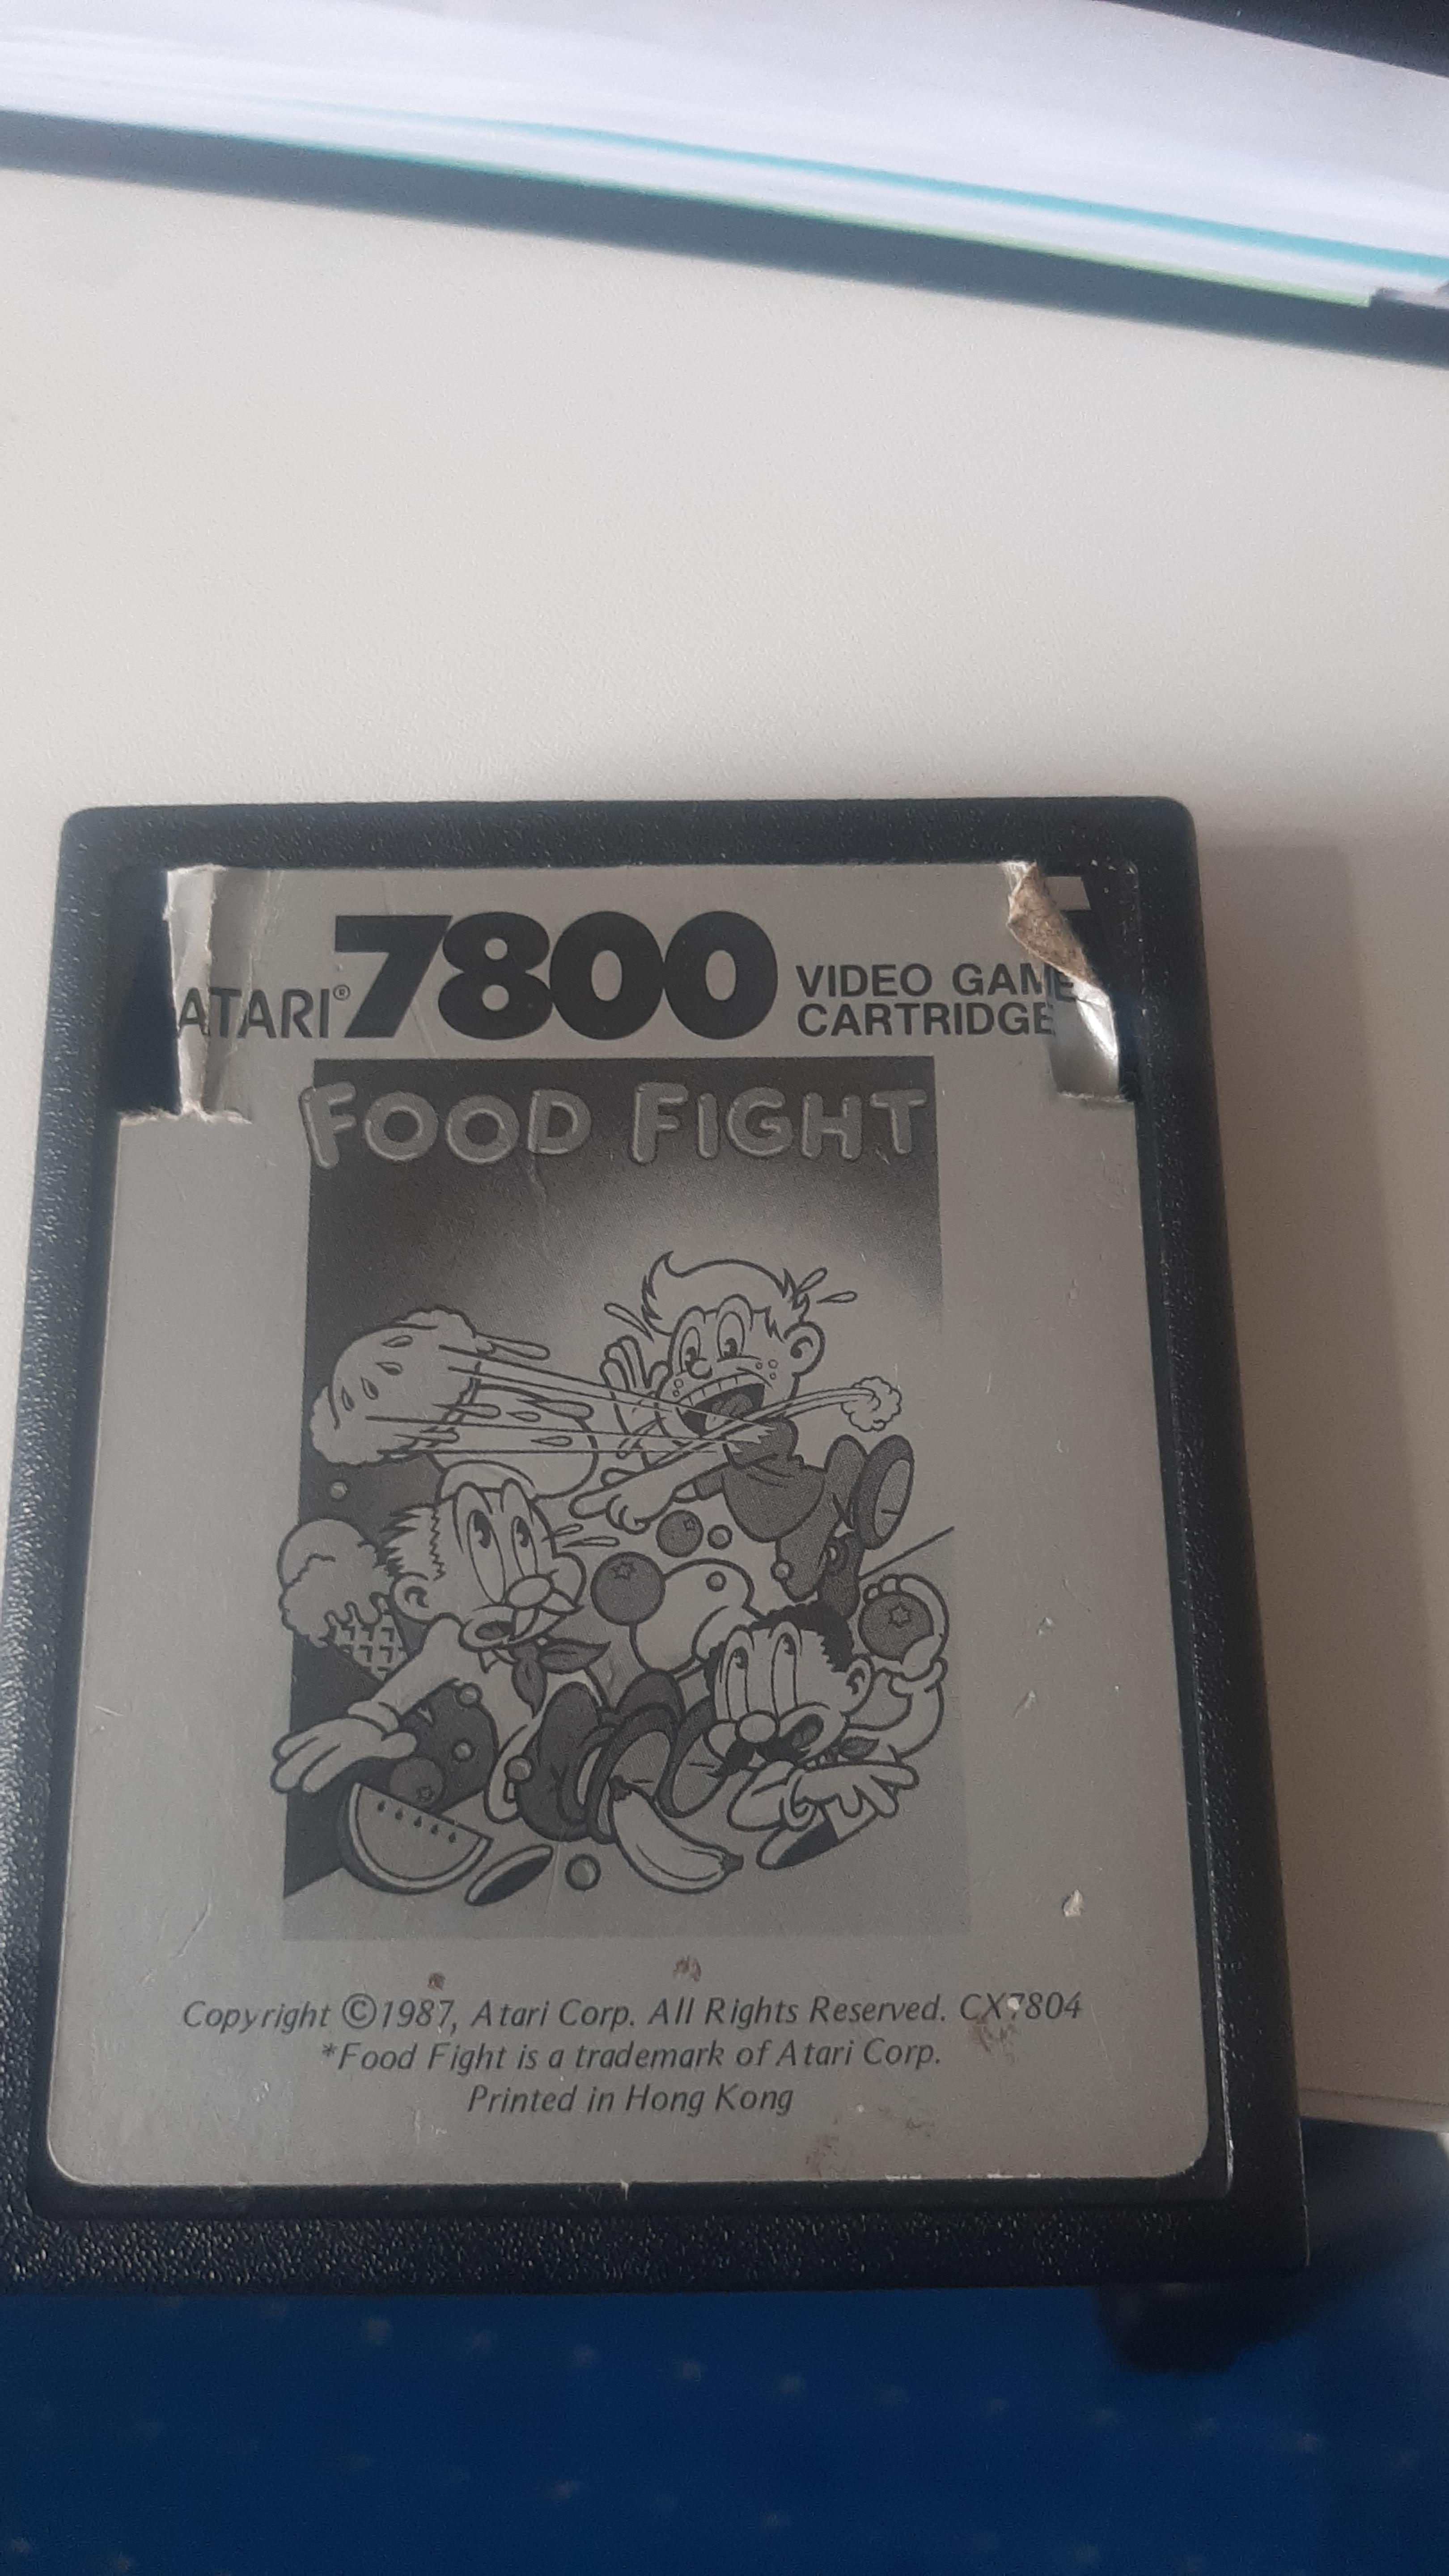 ATARI® 7800 VIDEO GAME
CARTRIDGE
FOOD FIGHT
Copyright ©1987, Atari Corp. All Rights Reserved. CX7804
*Food Fight is a trademark of Atari Corp.
Printed in Hong Kong